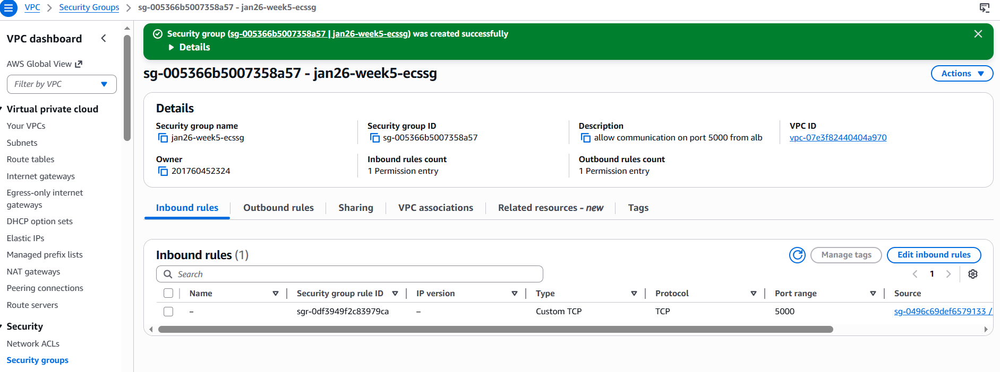 VPC > Security Groups > sg-005366b5007358a57 - jan26-week5-ecssg
VPC dashboard
AWS Global View
Filter by VPC
Virtual private cloud
Your VPCs
Subnets
Route tables
Internet gateways
Egress-only internet
gateways
DHCP option sets
Elastic IPs
Managed prefix lists
NAT gateways
Peering connections
Route servers
Security
Network ACLs
Security groups
Security group (sg-005366b5007358a57 | jan26-week5-ecssg) was created successfully
Details
sg-005366b5007358a57 - jan26-week5-ecssg
Actions
Details
Security group name
jan26-week5-ecssg
Security group ID
sg-005366b5007358a57
Description
allow communication on port 5000 from alb
VPC ID
vpc-07e3f82440404a970
Owner
201760452324
Inbound rules count
1 Permission entry
Outbound rules count
1 Permission entry
Inbound rules Outbound rules Sharing VPC associations Related resources - new Tags
Inbound rules (1)
Manage tags
Edit inbound rules
Search
1
Name Security group rule ID IP version Type Protocol Port range Source
– sgr-0df3949f2c83979ca – Custom TCP TCP 5000 sg-0496c69def6579133 /